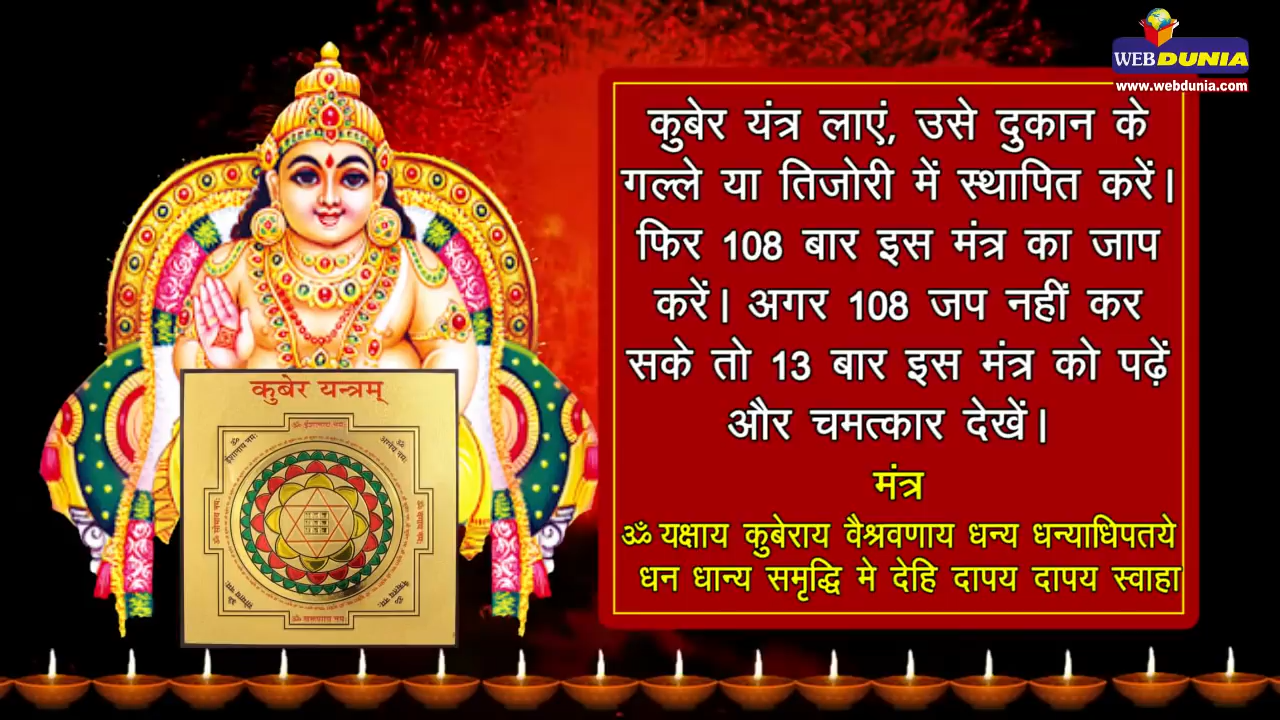 WEBDUNIA
www.webdunia.com
कुबेर यंत्र लाएं, उसे दुकान के
गल्ले या तिजोरी में स्थापित करें।
फिर 108 बार इस मंत्र का जाप
करें। अगर 108 जप नहीं कर
सके तो 13 बार इस मंत्र को पढ़ें
और चमत्कार देखें।
मंत्र
ॐ यक्षाय कुबेराय वैश्रवणाय धन्य धन्याधिपतये
धन धान्य समृद्धि मे देहि दापय दापय स्वाहा
कुबेर यन्त्रम्